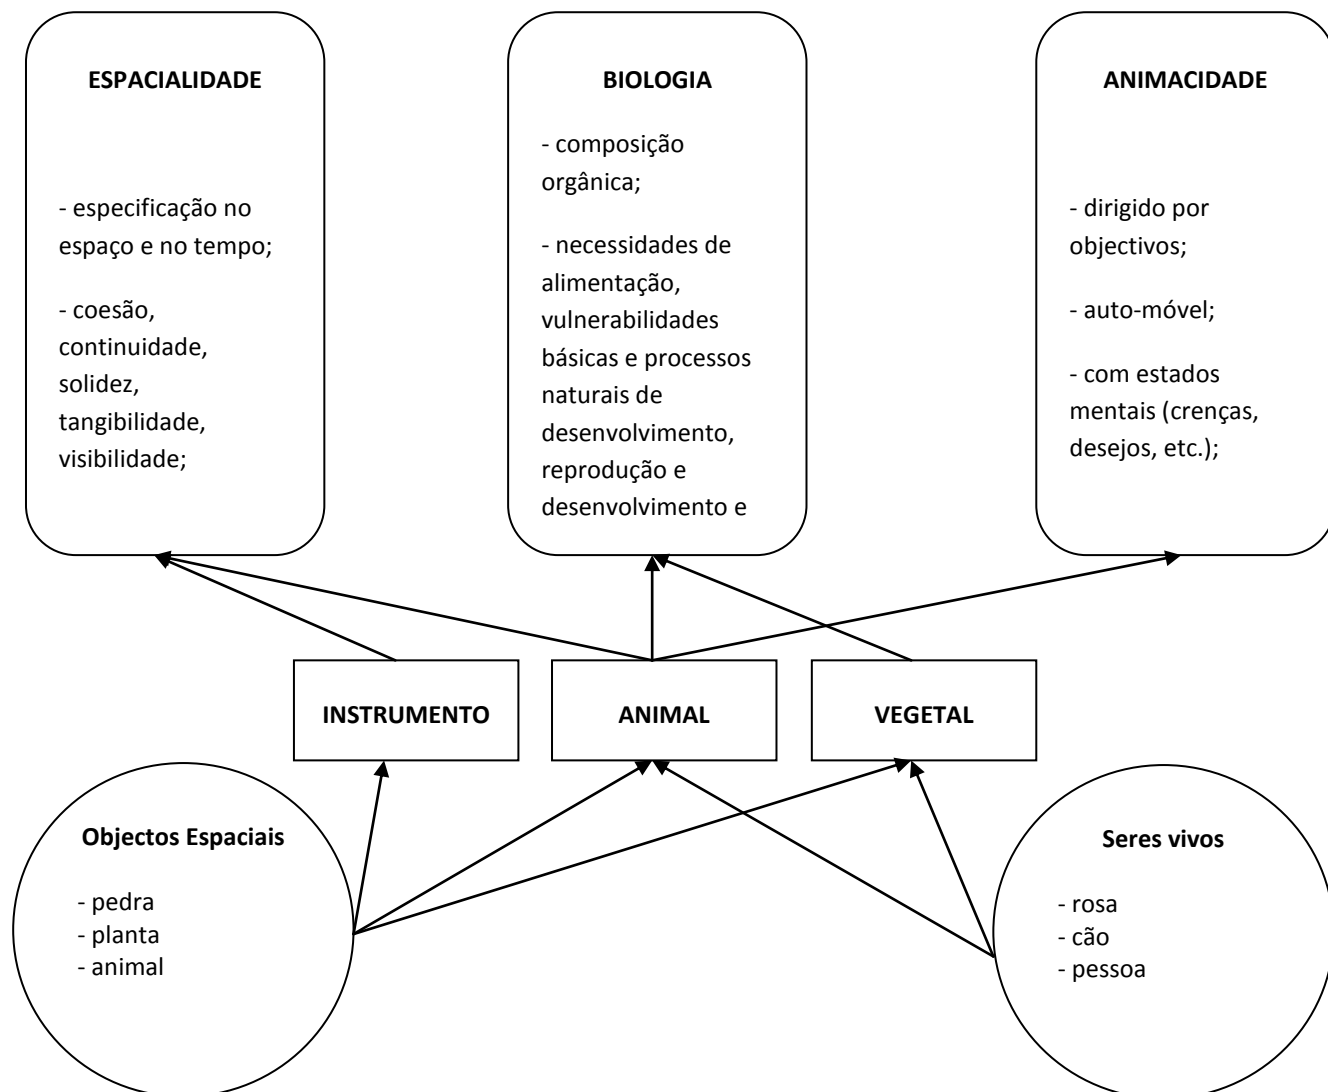 ESPACIALIDADE
- especificação no
espaço e no tempo;
- coesão,
continuidade,
solidez,
tangibilidade,
visibilidade;
BIOLOGIA
- composição
orgânica;
- necessidades de
alimentação,
vulnerabilidades
básicas e processos
naturais de
desenvolvimento,
reprodução e
desenvolvimento e
ANIMACIDADE
- dirigido por
objectivos;
- auto-móvel;
- com estados
mentais (crenças,
desejos, etc.);
INSTRUMENTO
ANIMAL
VEGETAL
Objectos Espaciais
- pedra
- planta
- animal
Seres vivos
- rosa
- cão
- pessoa